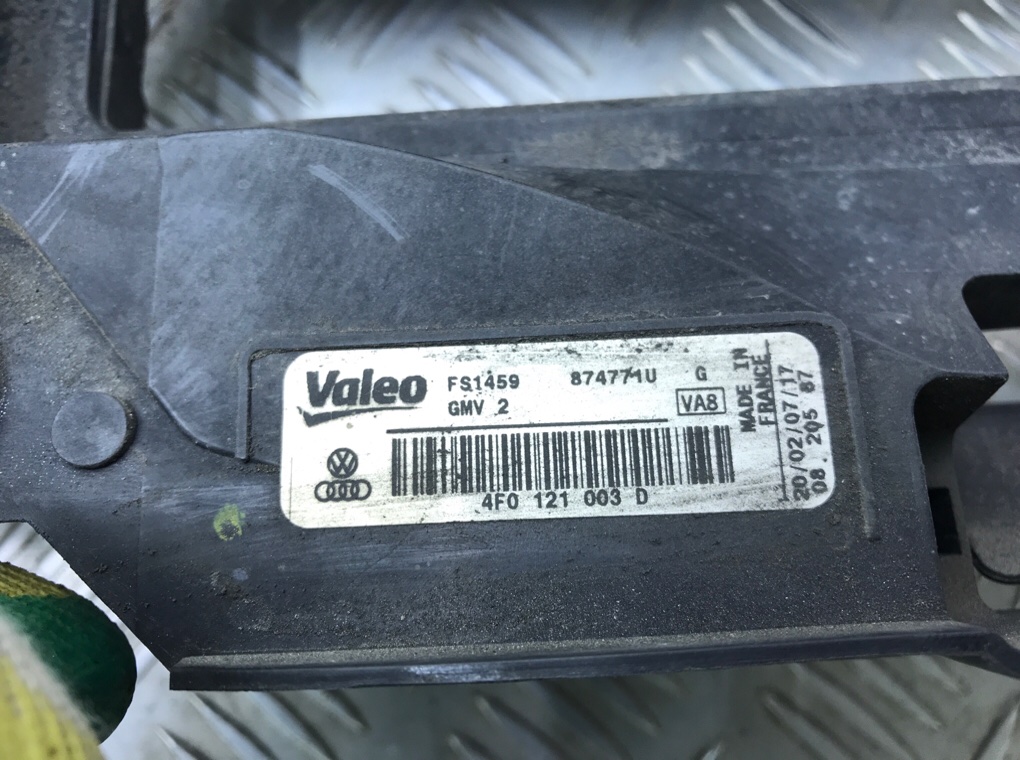 Valeo
FS1459 874771U G
GMV 2 VA8
4F0 121 003 D
MADE IN
FRANCE
20/02/07/17
08.205 87